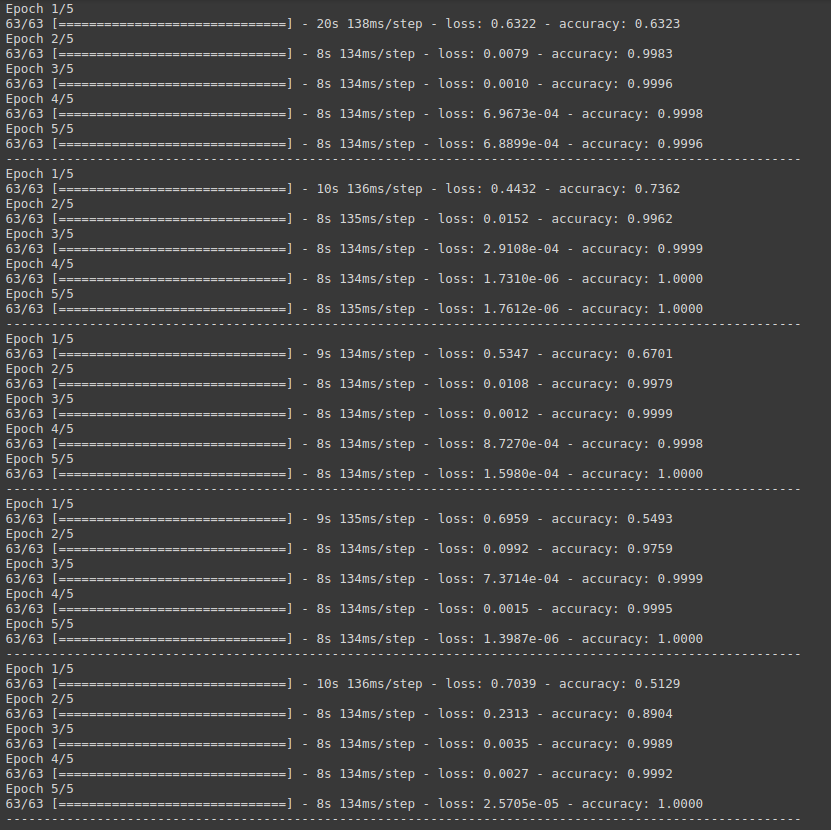 Epoch 1/5
63/63 [==============================] - 20s 138ms/step - loss: 0.6322 - accuracy: 0.6323
Epoch 2/5
63/63 [==============================] - 8s 134ms/step - loss: 0.0079 - accuracy: 0.9983
Epoch 3/5
63/63 [==============================] - 8s 134ms/step - loss: 0.0010 - accuracy: 0.9996
Epoch 4/5
63/63 [==============================] - 8s 134ms/step - loss: 6.9673e-04 - accuracy: 0.9998
Epoch 5/5
63/63 [==============================] - 8s 134ms/step - loss: 6.8899e-04 - accuracy: 0.9996
---------------------------------------------------------------------------------------------------------
Epoch 1/5
63/63 [==============================] - 10s 136ms/step - loss: 0.4432 - accuracy: 0.7362
Epoch 2/5
63/63 [==============================] - 8s 135ms/step - loss: 0.0152 - accuracy: 0.9962
Epoch 3/5
63/63 [==============================] - 8s 134ms/step - loss: 2.9108e-04 - accuracy: 0.9999
Epoch 4/5
63/63 [==============================] - 8s 134ms/step - loss: 1.7310e-06 - accuracy: 1.0000
Epoch 5/5
63/63 [==============================] - 8s 135ms/step - loss: 1.7612e-06 - accuracy: 1.0000
---------------------------------------------------------------------------------------------------------
Epoch 1/5
63/63 [==============================] - 9s 134ms/step - loss: 0.5347 - accuracy: 0.6701
Epoch 2/5
63/63 [==============================] - 8s 134ms/step - loss: 0.0108 - accuracy: 0.9979
Epoch 3/5
63/63 [==============================] - 8s 134ms/step - loss: 0.0012 - accuracy: 0.9999
Epoch 4/5
63/63 [==============================] - 8s 134ms/step - loss: 8.7270e-04 - accuracy: 0.9998
Epoch 5/5
63/63 [==============================] - 8s 134ms/step - loss: 1.5980e-04 - accuracy: 1.0000
---------------------------------------------------------------------------------------------------------
Epoch 1/5
63/63 [==============================] - 9s 135ms/step - loss: 0.6959 - accuracy: 0.5493
Epoch 2/5
63/63 [==============================] - 8s 134ms/step - loss: 0.0992 - accuracy: 0.9759
Epoch 3/5
63/63 [==============================] - 8s 134ms/step - loss: 7.3714e-04 - accuracy: 0.9999
Epoch 4/5
63/63 [==============================] - 8s 134ms/step - loss: 0.0015 - accuracy: 0.9995
Epoch 5/5
63/63 [==============================] - 8s 134ms/step - loss: 1.3987e-06 - accuracy: 1.0000
---------------------------------------------------------------------------------------------------------
Epoch 1/5
63/63 [==============================] - 10s 136ms/step - loss: 0.7039 - accuracy: 0.5129
Epoch 2/5
63/63 [==============================] - 8s 134ms/step - loss: 0.2313 - accuracy: 0.8904
Epoch 3/5
63/63 [==============================] - 8s 134ms/step - loss: 0.0035 - accuracy: 0.9989
Epoch 4/5
63/63 [==============================] - 8s 134ms/step - loss: 0.0027 - accuracy: 0.9992
Epoch 5/5
63/63 [==============================] - 8s 134ms/step - loss: 2.5705e-05 - accuracy: 1.0000
---------------------------------------------------------------------------------------------------------